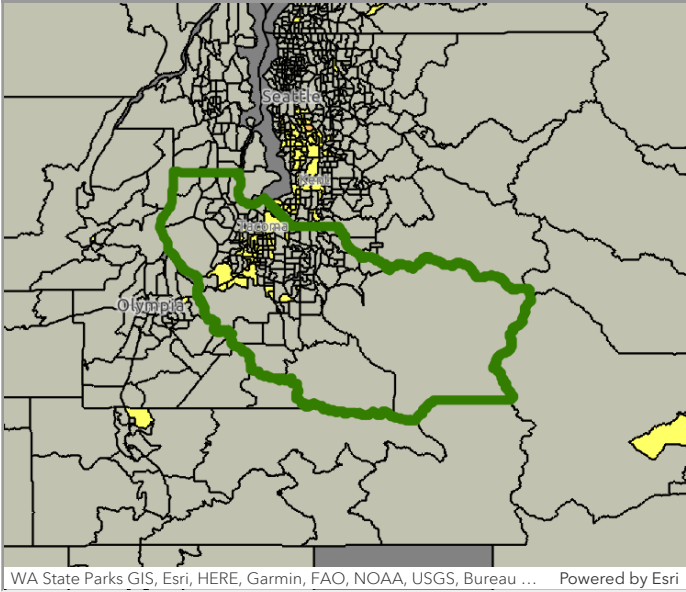 Seattle
Kent
Tacoma
Olympia
WA State Parks GIS, Esri, HERE, Garmin, FAO, NOAA, USGS, Bureau ... Powered by Esri